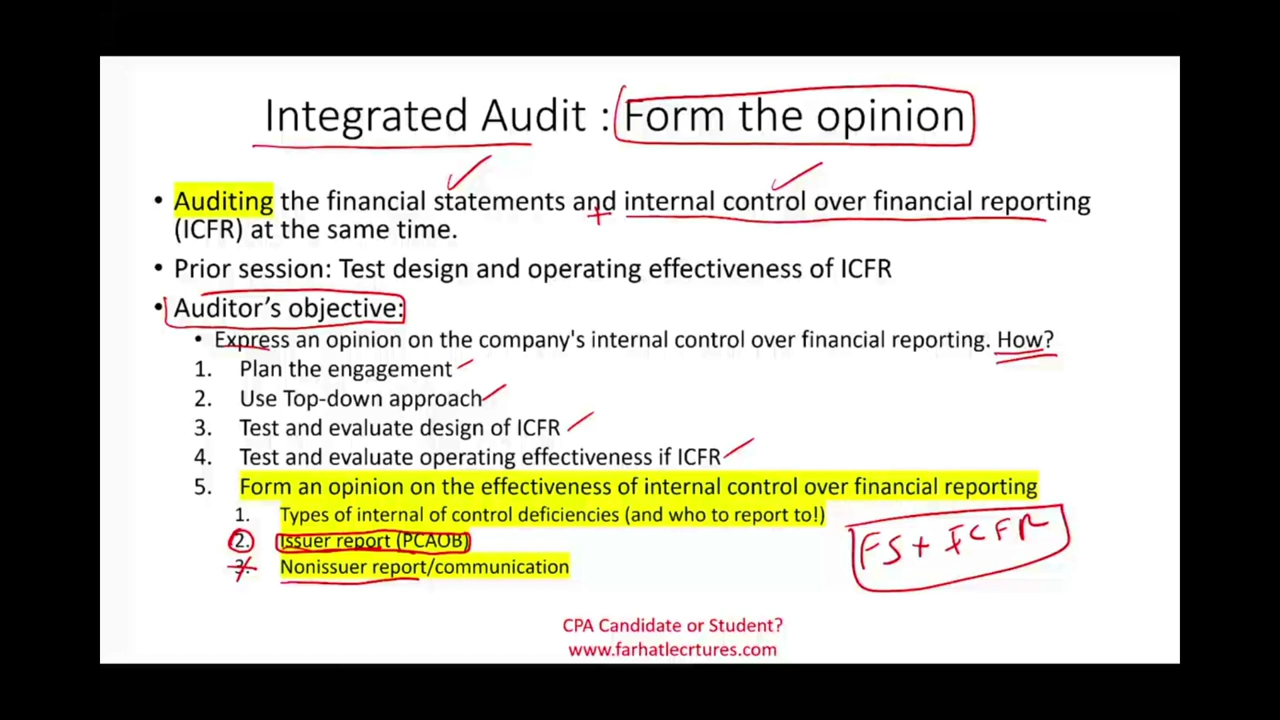 Integrated Audit : Form the opinion
• Auditing the financial statements and internal control over financial reporting
(ICFR) at the same time.
• Prior session: Test design and operating effectiveness of ICFR
• Auditor's objective:
• Express an opinion on the company's internal control over financial reporting. How?
1. Plan the engagement
2. Use Top-down approach
3. Test and evaluate design of ICFR
4. Test and evaluate operating effectiveness if ICFR
5. Form an opinion on the effectiveness of internal control over financial reporting
1. Types of internal of control deficiencies (and who to report to!)
2. Issuer report (PCAOB)
3. Nonissuer report/communication
FS + ICFR
CPA Candidate or Student?
www.farhatlecrtures.com